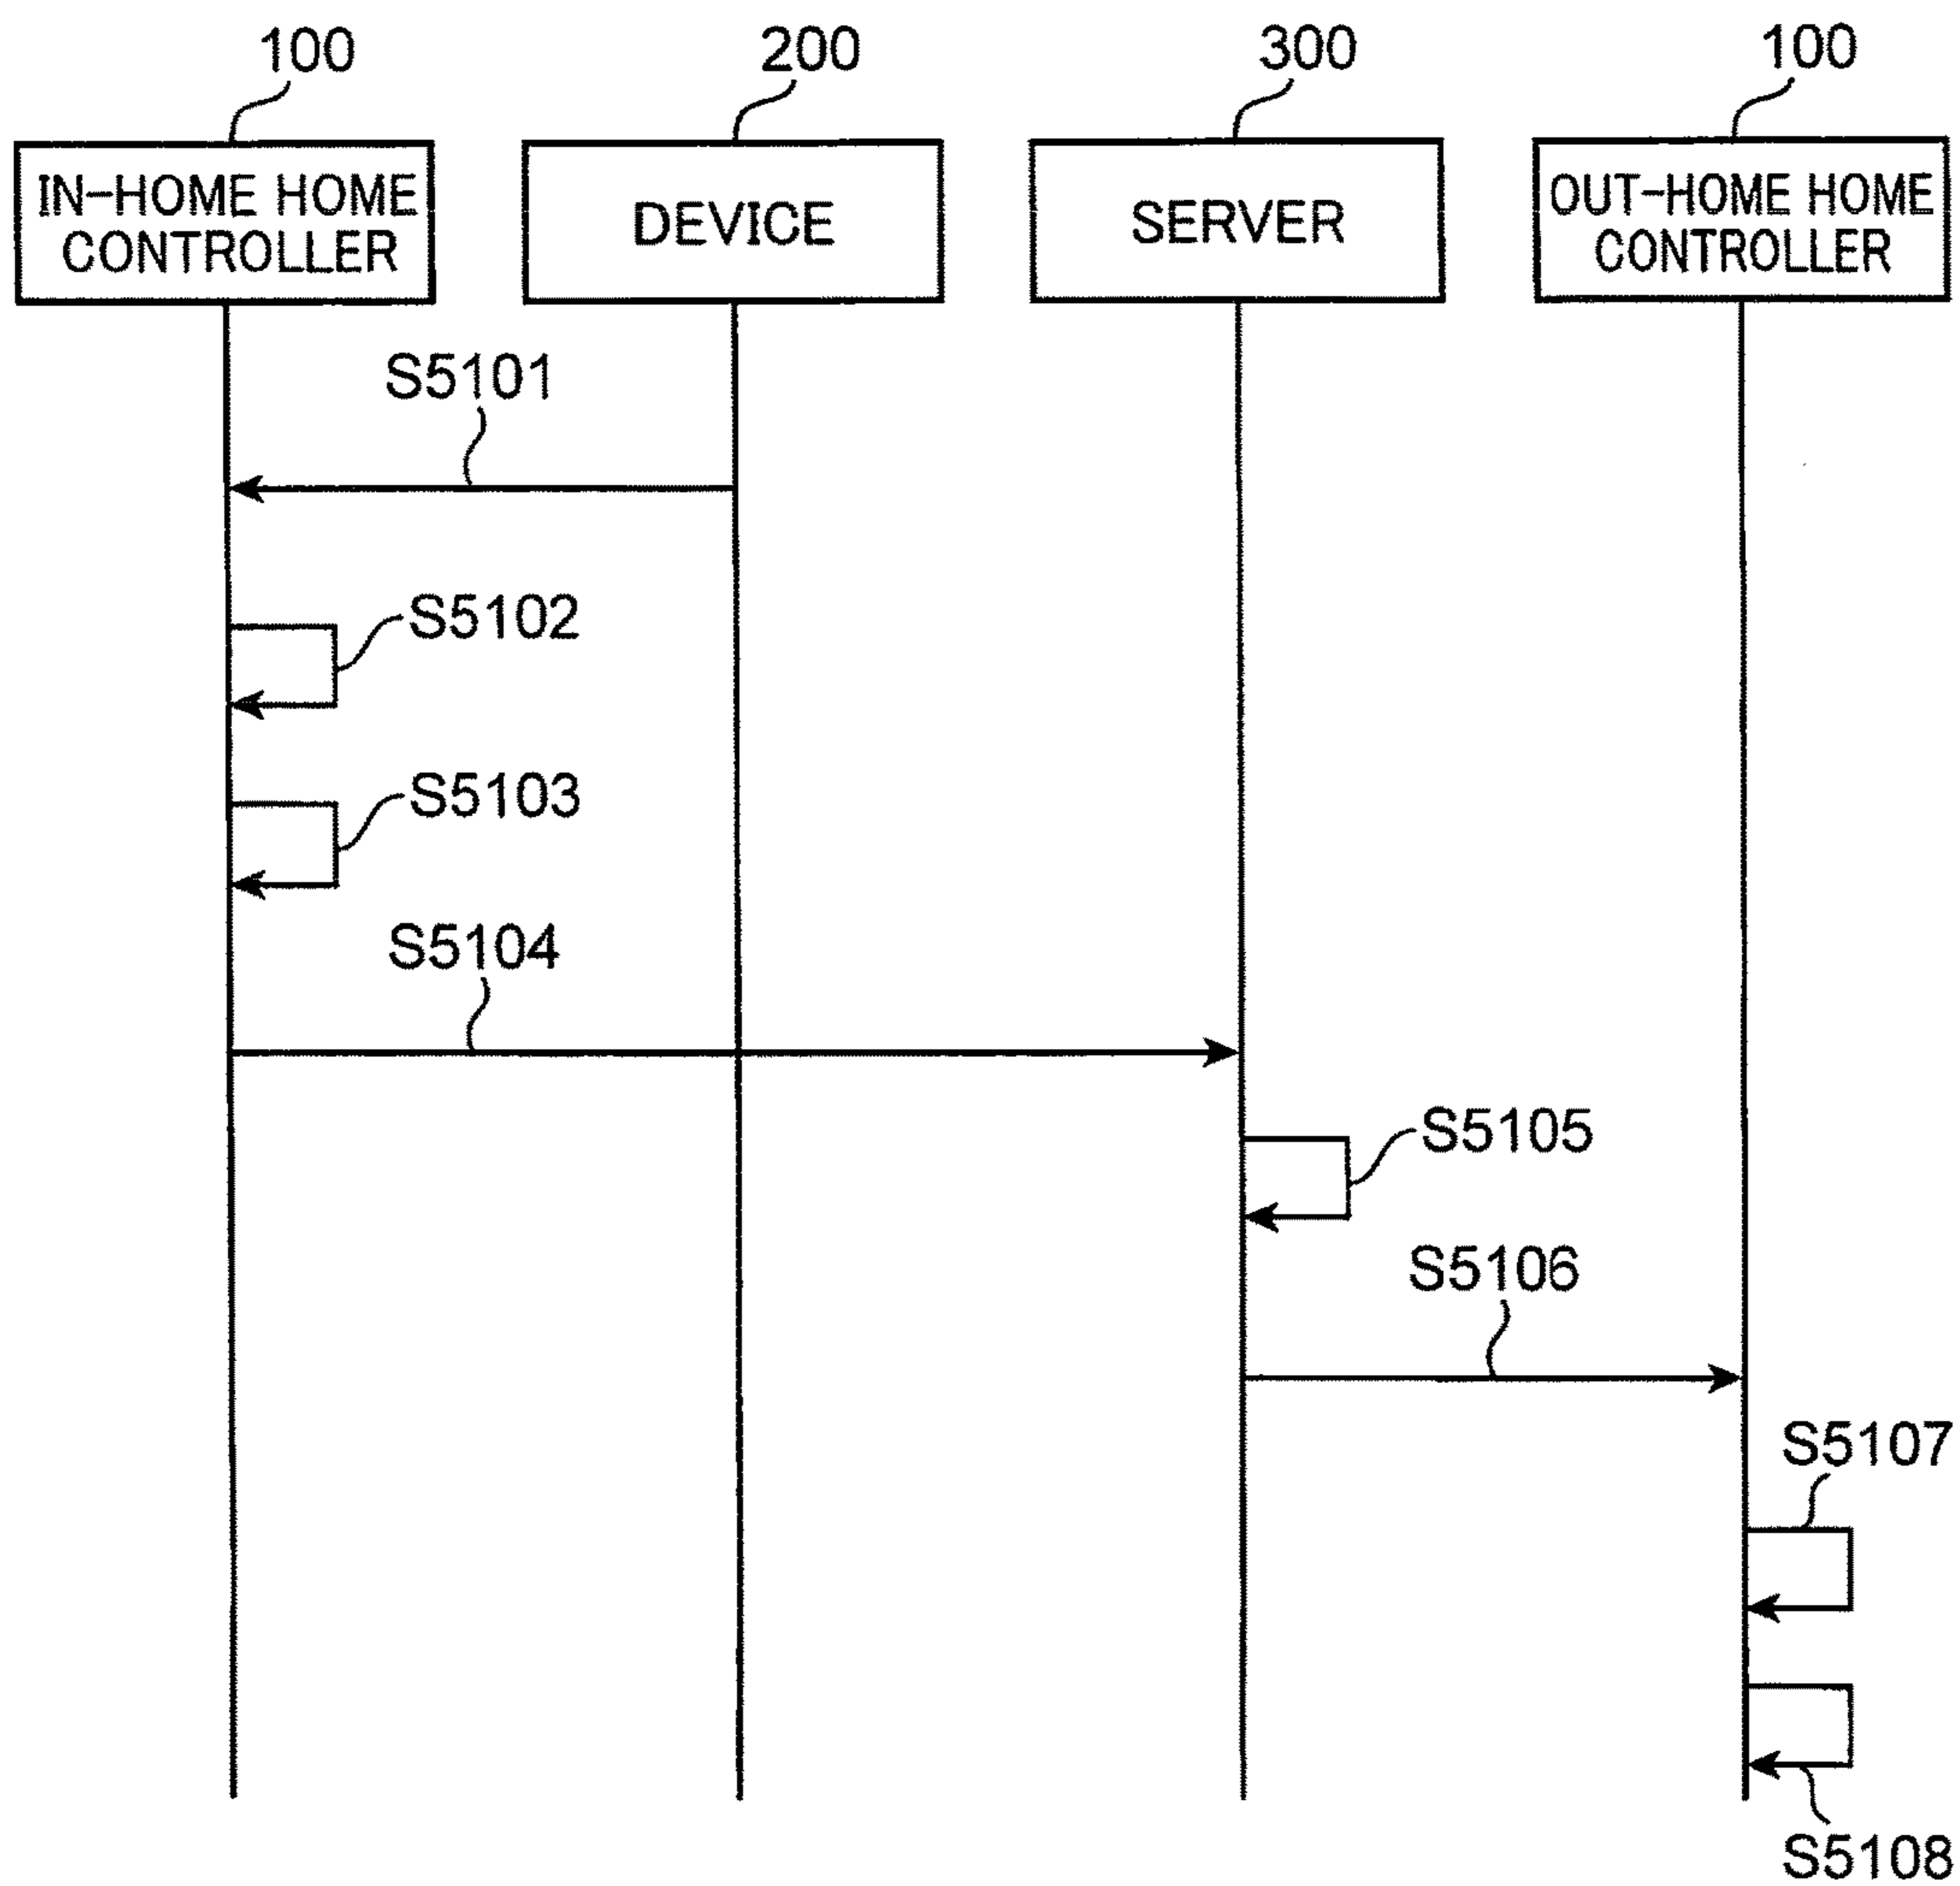 100
200
300
100
IN-HOME HOME
CONTROLLER
DEVICE
SERVER
OUT-HOME HOME
CONTROLLER
S5101
S5102
S5103
S5104
S5105
S5106
S5107
S5108